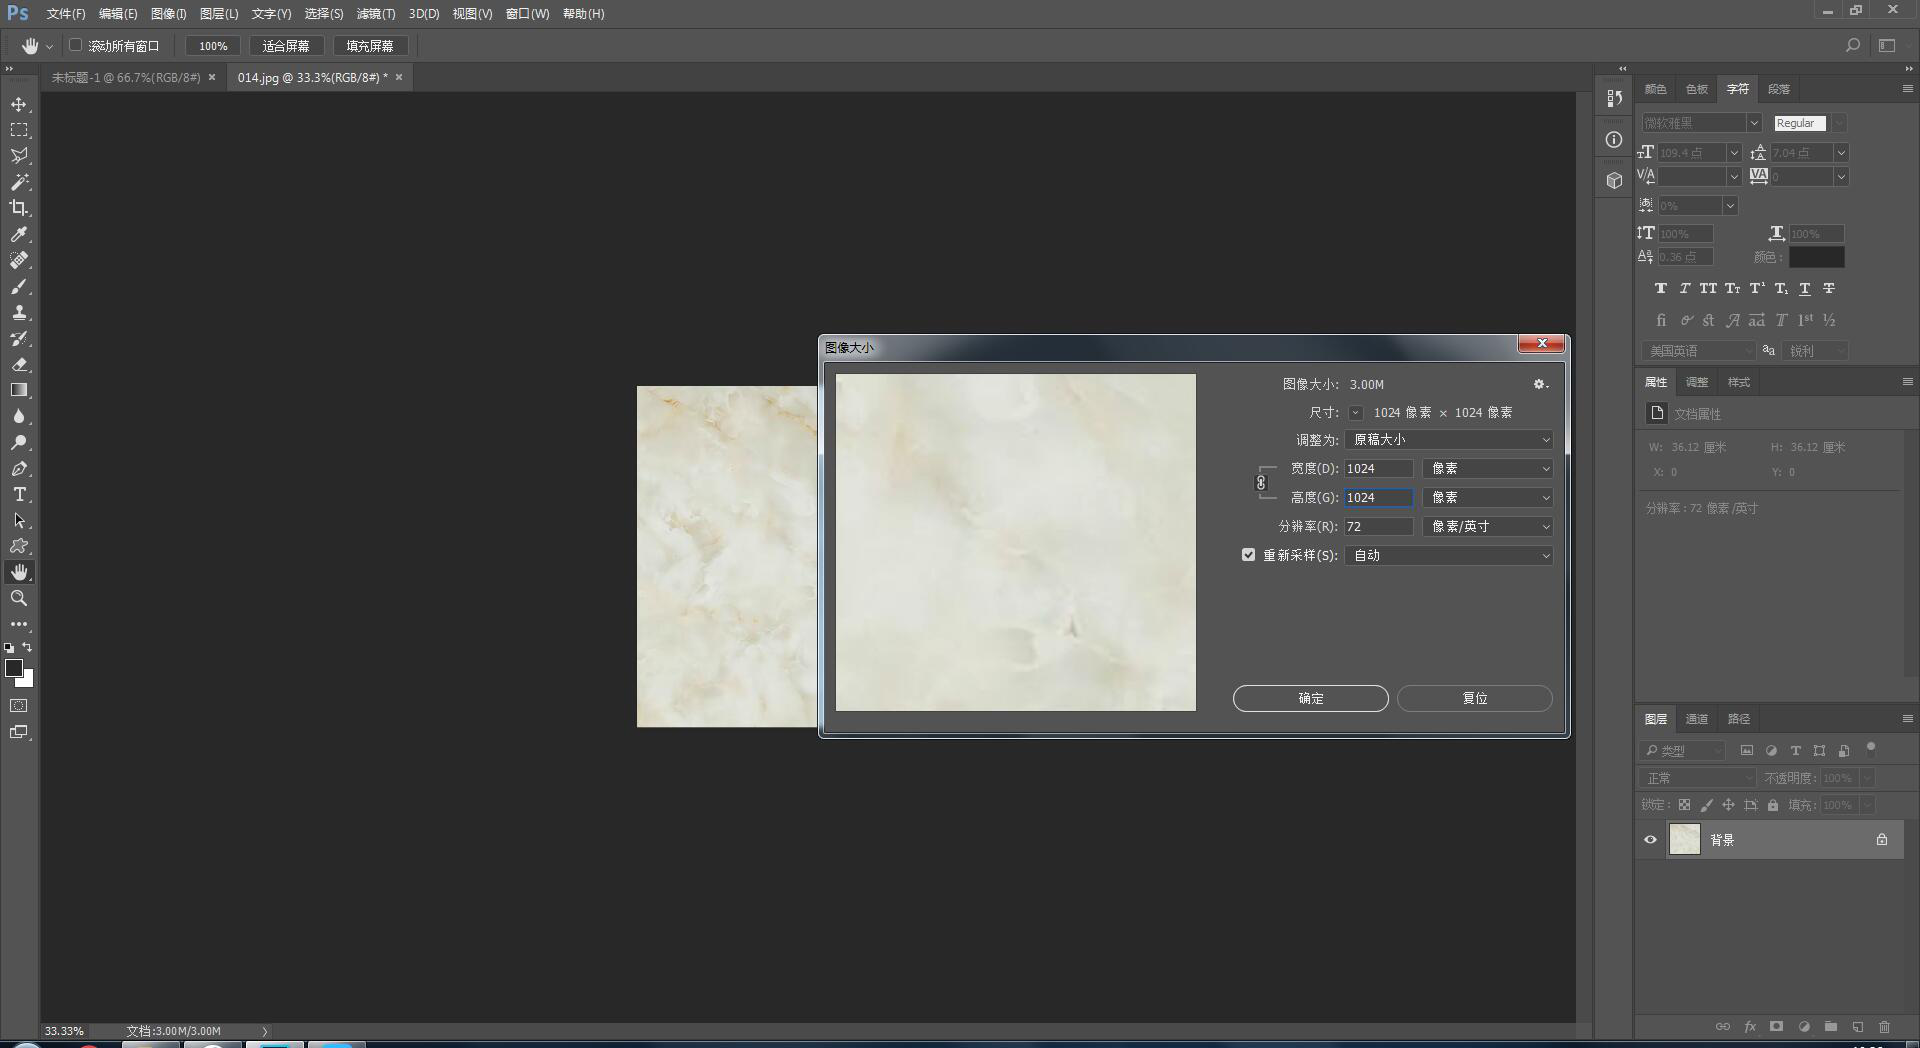 Ps 文件(F) 编辑(E) 图像(I) 图层(L) 文字(Y) 选择(S) 滤镜(T) 3D(D) 视图(V) 窗口(W) 帮助(H)
滚动所有窗口 100% 适合屏幕 填充屏幕
未标题-1 @ 66.7%(RGB/8#) × 014.jpg @ 33.3%(RGB/8#) * ×
颜色 色板 字符 段落
微软雅黑 Regular
109.4 点 7.04 点
0
0%
100% 100%
0.36 点 颜色:
美国英语 aa 锐利
属性 调整 样式
文档属性
W: 36.12 厘米 H: 36.12 厘米
X: 0 Y: 0
分辨率: 72 像素/英寸
图像大小
图像大小: 3.00M
尺寸: 1024 像素 × 1024 像素
调整为: 原稿大小
宽度(D): 1024 像素
高度(G): 1024 像素
分辨率(R): 72 像素/英寸
重新采样(S): 自动
确定 复位
图层 通道 路径
类型
正常 不透明度: 100%
锁定: 填充: 100%
背景
33.33% 文档:3.00M/3.00M